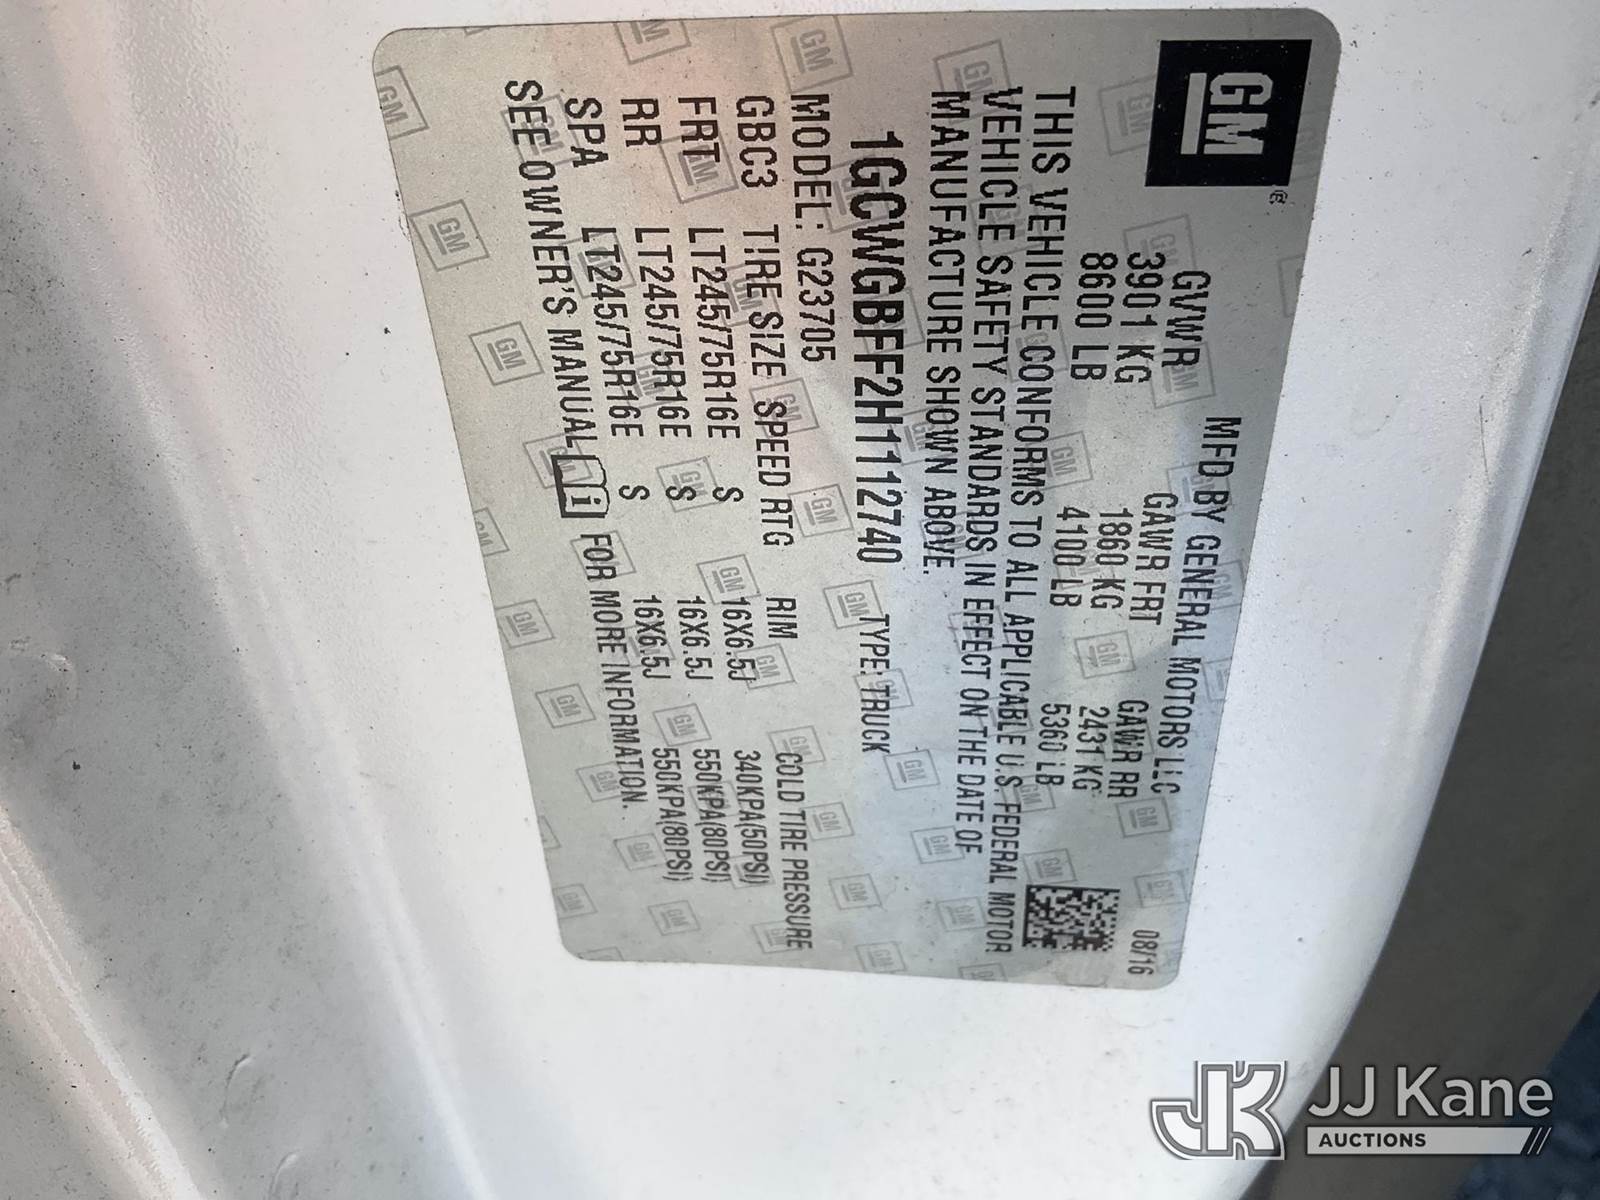 GM®
MFD BY GENERAL MOTORS LLC 08/16
GVWR GAWR FRT GAWR RR
3901 KG 1860 KG 2431 KG
8600 LB 4100 LB 5360 LB
THIS VEHICLE CONFORMS TO ALL APPLICABLE U.S. FEDERAL MOTOR
VEHICLE SAFETY STANDARDS IN EFFECT ON THE DATE OF
MANUFACTURE SHOWN ABOVE.
1GCWGBFF2H1112740 TYPE: TRUCK
MODEL: G23705
GBC3 TIRE SIZE SPEED RTG RIM COLD TIRE PRESSURE
FRT LT245/75R16E S 16X6.5J 340KPA(50PSI)
RR LT245/75R16E S 16X6.5J 550KPA(80PSI)
SPA LT245/75R16E S 16X6.5J 550KPA(80PSI)
SEE OWNER'S MANUAL i FOR MORE INFORMATION.
JK JJ Kane
AUCTIONS